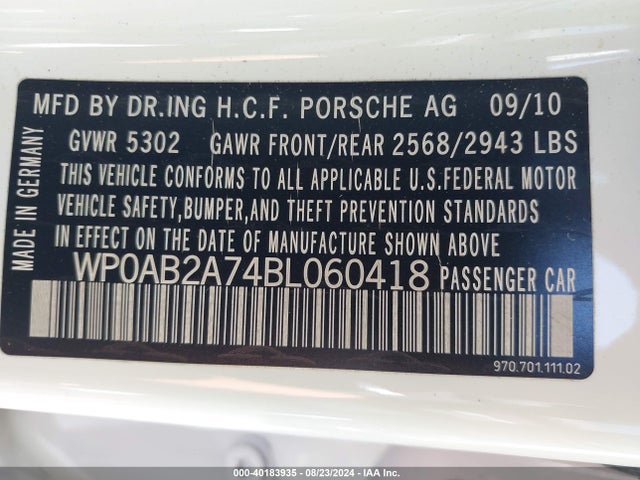 MFD BY DR.ING H.C.F. PORSCHE AG 09/10
GVWR 5302 GAWR FRONT/REAR 2568/2943 LBS
THIS VEHICLE CONFORMS TO ALL APPLICABLE U.S.FEDERAL MOTOR
VEHICLE SAFETY,BUMPER,AND THEFT PREVENTION STANDARDS
IN EFFECT ON THE DATE OF MANUFACTURE SHOWN ABOVE
WP0AB2A74BL060418 PASSENGER CAR
MADE IN GERMANY
970.701.111.02
000-40183935 - 08/23/2024 - IAA Inc.